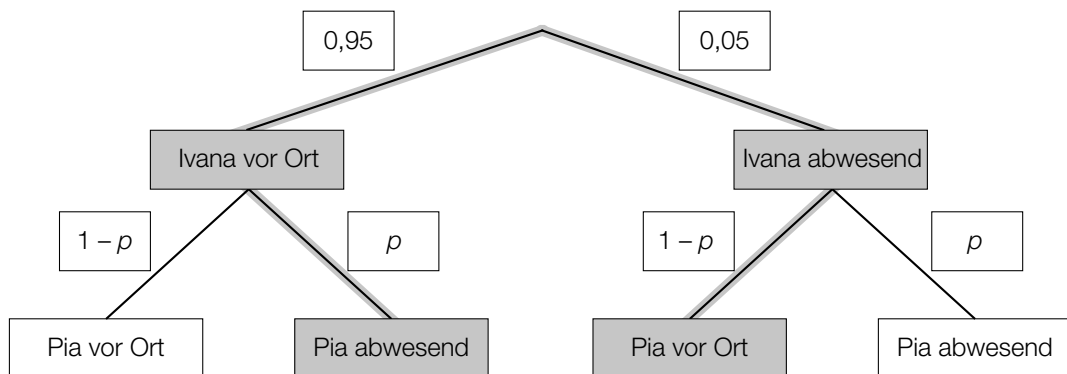 0,95
0,05
Ivana vor Ort
Ivana abwesend
1 – p
p
1 – p
p
Pia vor Ort
Pia abwesend
Pia vor Ort
Pia abwesend